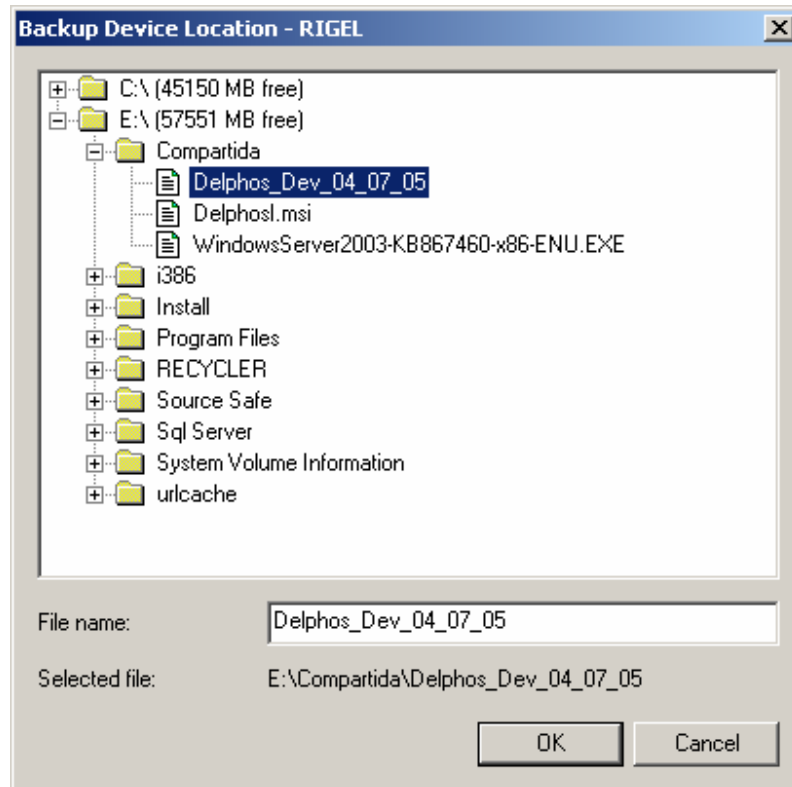 Backup Device Location - RIGEL
C:\ (45150 MB free)
E:\ (57551 MB free)
Compartida
Delphos_Dev_04_07_05
DelphosI.msi
WindowsServer2003-KB867460-x86-ENU.EXE
i386
Install
Program Files
RECYCLER
Source Safe
Sql Server
System Volume Information
urlcache
File name: Delphos_Dev_04_07_05
Selected file: E:\Compartida\Delphos_Dev_04_07_05
OK Cancel